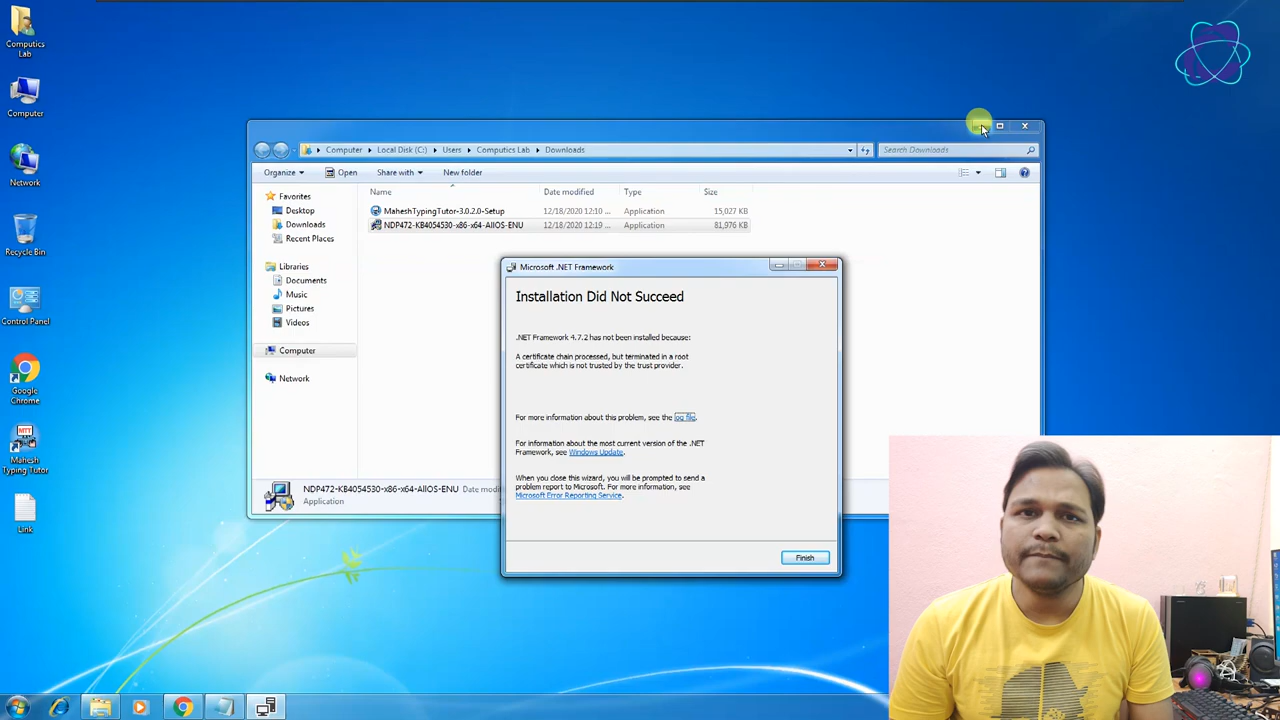 Computics
Lab
Computer
Network
Recycle Bin
Control Panel
Google
Chrome
MTT
Mahesh
Typing Tutor
Link
Computer
Local Disk (C:)
Users
Computics Lab
Downloads
Search Downloads
Organize
Open
Share with
New folder
Favorites
Desktop
Downloads
Recent Places
Libraries
Documents
Music
Pictures
Videos
Computer
Network
Name
Date modified
Type
Size
MaheshTypingTutor-3.0.2.0-Setup
12/18/2020 12:10 ...
Application
15,027 KB
NDP472-KB4054530-x86-x64-AllOS-ENU
12/18/2020 12:19 ...
Application
81,976 KB
NDP472-KB4054530-x86-x64-AllOS-ENU
Date modi
Application
Microsoft .NET Framework
Installation Did Not Succeed
.NET Framework 4.7.2 has not been installed because:
A certificate chain processed, but terminated in a root
certificate which is not trusted by the trust provider.
For more information about this problem, see the log file.
For information about the most current version of the .NET
Framework, see Windows Update.
When you close this wizard, you will be prompted to send a
problem report to Microsoft. For more information, see
Microsoft Error Reporting Service.
Finish